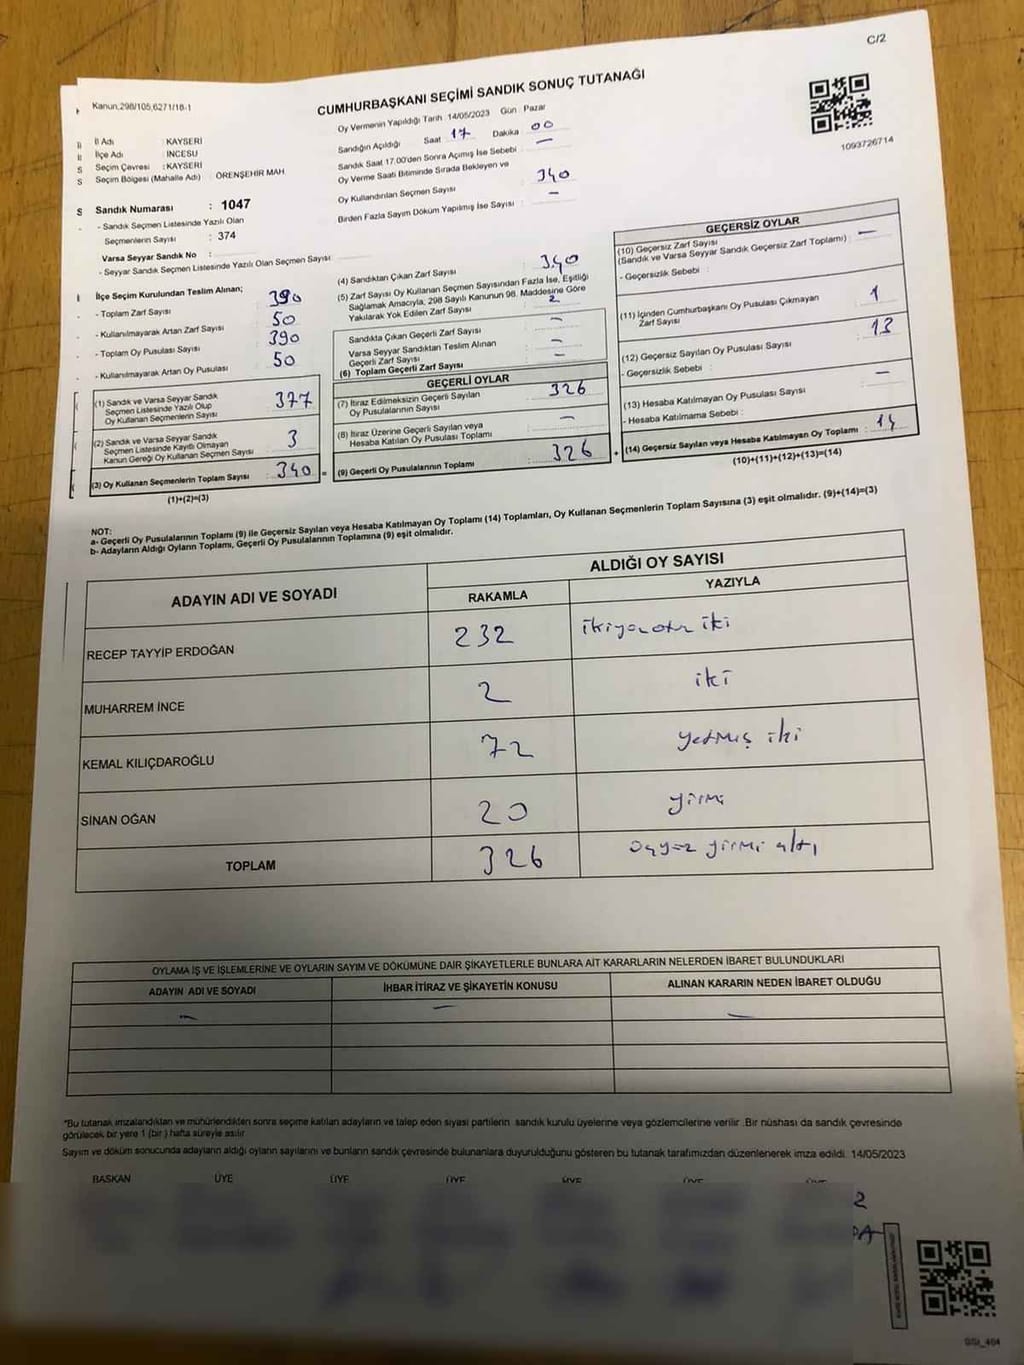 C/2
Kanun:298/105,6271/18-1
CUMHURBAŞKANI SEÇİMİ SANDIK SONUÇ TUTANAĞI
Oy Vermenin Yapıldığı Tarih 14/05/2023 Gün Pazar
İl Adı : KAYSERİ
İlçe Adı : İNCESU
Seçim Çevresi : KAYSERİ
Seçim Bölgesi (Mahalle Adı) : ÖRENŞEHİR MAH
Sandık Numarası : 1047
- Sandık Seçmen Listesinde Yazılı Olan
Seçmenlerin Sayısı : 374
Varsa Seyyar Sandık No :
- Seyyar Sandık Seçmen Listesinde Yazılı Olan Seçmen Sayısı:
Sandığın Açıldığı Saat 17 Dakika 00
Sandık Saat 17.00'den Sonra Açımış İse Sebebi : —
Oy Verme Saati Bitiminde Sırada Bekleyen ve
Oy Kullandırılan Seçmen Sayısı : 340
Birden Fazla Sayım Döküm Yapılmış İse Sayısı : —
1093726714
İlçe Seçim Kurulundan Teslim Alınan;
- Toplam Zarf Sayısı : 390
- Kullanılmayarak Artan Zarf Sayısı : 50
- Toplam Oy Pusulası Sayısı : 390
- Kullanılmayarak Artan Oy Pusulası : 50
(1) Sandık ve Varsa Seyyar Sandık
Seçmen Listesinde Yazılı Olup
Oy Kullanan Seçmenlerin Sayısı : 377
(2) Sandık ve Varsa Seyyar Sandık
Seçmen Listesinde Kayıtlı Olmayan
Kanun Gereği Oy Kullanan Seçmen Sayısı : 3
(3) Oy Kullanan Seçmenlerin Toplam Sayısı : 340
(1)+(2)=(3)
(4) Sandıktan Çıkan Zarf Sayısı : 340
(5) Zarf Sayısı Oy Kullanan Seçmen Sayısından Fazla İse, Eşitliği
Sağlamak Amacıyla, 298 Sayılı Kanunun 98. Maddesine Göre
Yakılarak Yok Edilen Zarf Sayısı : 2
Sandıkta Çıkan Geçerli Zarf Sayısı : —
Varsa Seyyar Sandıktan Teslim Alınan
Geçerli Zarf Sayısı : —
(6) Toplam Geçerli Zarf Sayısı : —
GEÇERLİ OYLAR
(7) İtiraz Edilmeksizin Geçerli Sayılan
Oy Pusulalarının Sayısı : 326
(8) İtiraz Üzerine Geçerli Sayılan veya
Hesaba Katılan Oy Pusulası Toplamı : —
(9) Geçerli Oy Pusulalarının Toplamı : 326
GEÇERSİZ OYLAR
(10) Geçersiz Zarf Sayısı
(Sandık ve Varsa Seyyar Sandık Geçersiz Zarf Toplamı) : —
- Geçersizlik Sebebi :
(11) İçinden Cumhurbaşkanı Oy Pusulası Çıkmayan
Zarf Sayısı : 1
(12) Geçersiz Sayılan Oy Pusulası Sayısı : 13
- Geçersizlik Sebebi :
(13) Hesaba Katılmayan Oy Pusulası Sayısı : —
- Hesaba Katılmama Sebebi :
(14) Geçersiz Sayılan veya Hesaba Katılmayan Oy Toplamı : 14
(10)+(11)+(12)+(13)=(14)
NOT:
a- Geçerli Oy Pusulalarının Toplamı (9) ile Geçersiz Sayılan veya Hesaba Katılmayan Oy Toplamı (14) Toplamları, Oy Kullanan Seçmenlerin Toplam Sayısına (3) eşit olmalıdır. (9)+(14)=(3)
b- Adayların Aldığı Oyların Toplamı, Geçerli Oy Pusulalarının Toplamına (9) eşit olmalıdır.
ADAYIN ADI VE SOYADI
ALDIĞI OY SAYISI
RAKAMLA YAZIYLA
RECEP TAYYİP ERDOĞAN 232 ikiyüzotuz iki
MUHARREM İNCE 2 iki
KEMAL KILIÇDAROĞLU 72 yetmiş iki
SİNAN OĞAN 20 yirmi
TOPLAM 326 üçyüz yirmi altı
OYLAMA İŞ VE İŞLEMLERİNE VE OYLARIN SAYIM VE DÖKÜMÜNE DAİR ŞİKAYETLERLE BUNLARA AİT KARARLARIN NELERDEN İBARET BULUNDUKLARI
ADAYIN ADI VE SOYADI İHBAR İTİRAZ VE ŞİKAYETİN KONUSU ALINAN KARARIN NEDEN İBARET OLDUĞU
— — —
*Bu tutanak imzalandıktan ve mühürlendikten sonra seçime katılan adayların ve talep eden siyasi partilerin sandık kurulu üyelerine veya gözlemcilerine verilir. Bir nüshası da sandık çevresinde
görülecek bir yere 1 (bir) hafta süreyle asılır.
Sayım ve döküm sonucunda adayların aldığı oyların sayılarını ve bunların sandık çevresinde bulunanlara duyurulduğunu gösteren bu tutanak tarafımızdan düzenlenerek imza edildi. 14/05/2023
BAŞKAN ÜYE ÜYE ÜYE ÜYE ÜYE ÜYE